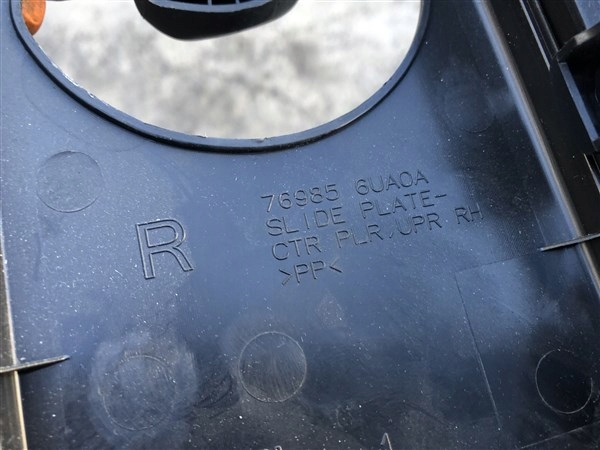 76985 6UA0A
SLIDE PLATE-
CTR PLR,UPR RH
>PP<
R